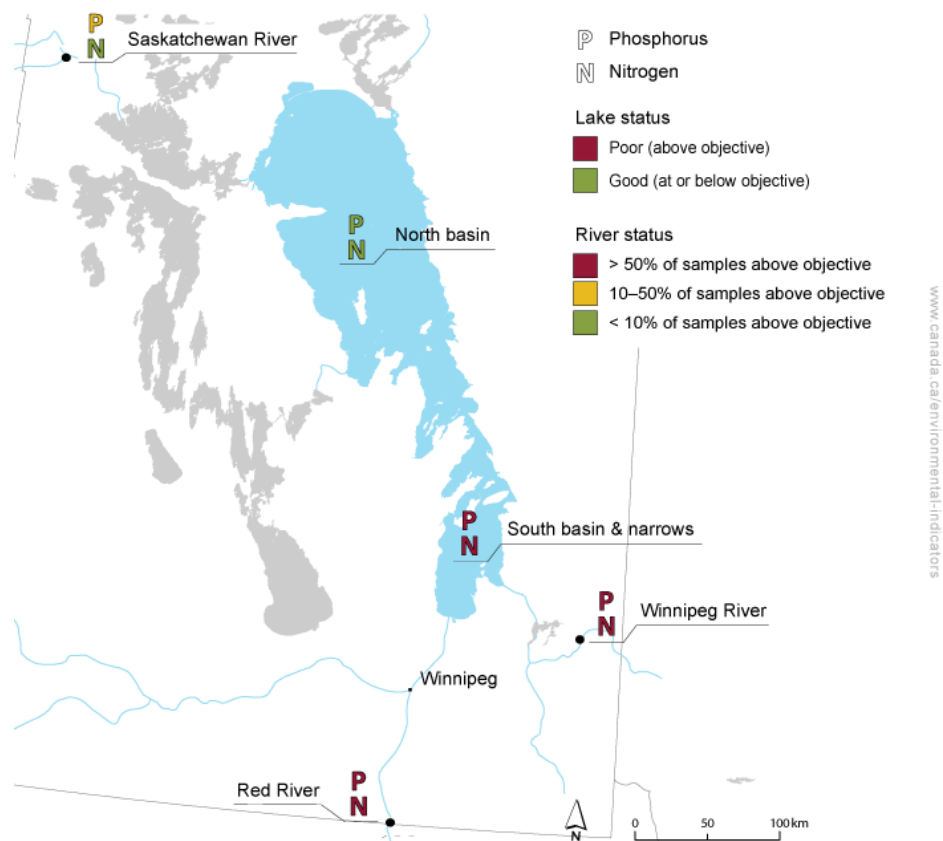 P
N
Saskatchewan River
P Phosphorus
N Nitrogen
Lake status
Poor (above objective)
Good (at or below objective)
P
N
North basin
River status
> 50% of samples above objective
10–50% of samples above objective
< 10% of samples above objective
www.canada.ca/environmental-indicators
P
N
South basin & narrows
P
N
Winnipeg River
Winnipeg
P
N
Red River
N
0 50 100 km